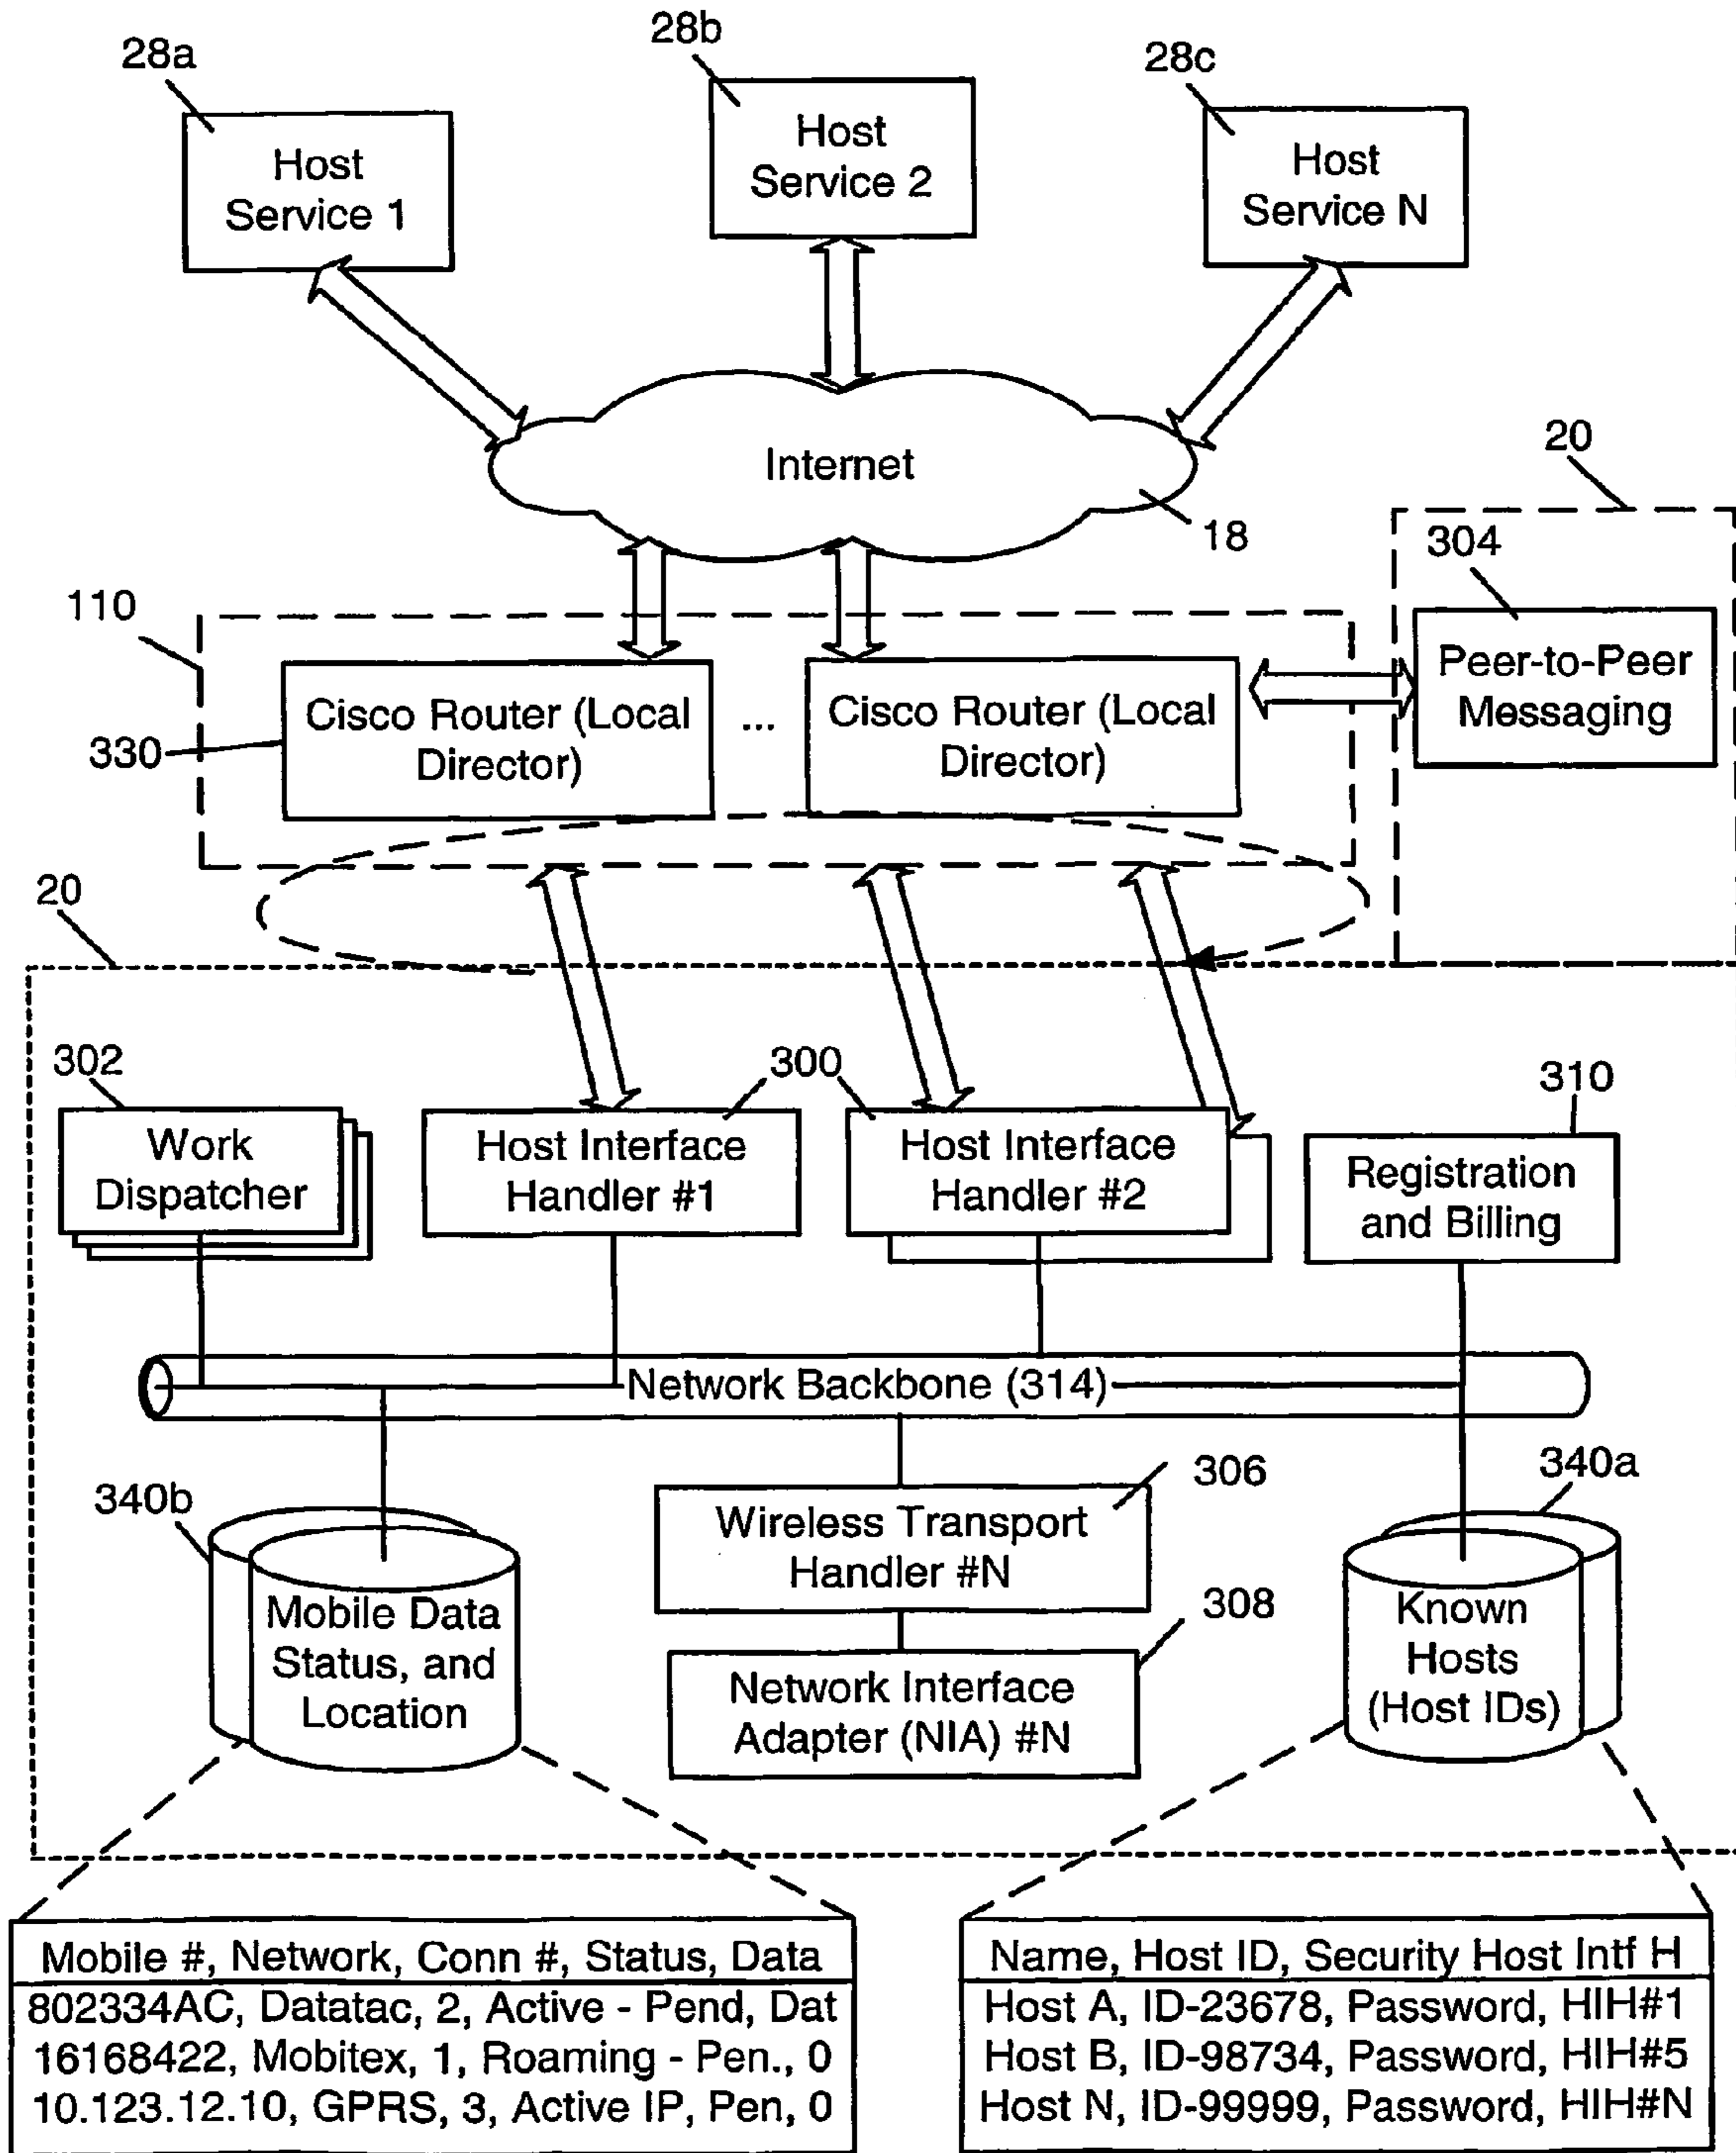 28a
28b
28c
Host
Service 1
Host
Service 2
Host
Service N
Internet
18
20
304
Peer-to-Peer
Messaging
110
Cisco Router (Local
Director)
...
Cisco Router (Local
Director)
330
20
302
Work
Dispatcher
300
Host Interface
Handler #1
Host Interface
Handler #2
310
Registration
and Billing
Network Backbone (314)
340b
Mobile Data
Status, and
Location
306
Wireless Transport
Handler #N
308
Network Interface
Adapter (NIA) #N
340a
Known
Hosts
(Host IDs)
Mobile #, Network, Conn #, Status, Data
802334AC, Datatac, 2, Active - Pend, Dat
16168422, Mobitex, 1, Roaming - Pen., 0
10.123.12.10, GPRS, 3, Active IP, Pen, 0
Name, Host ID, Security Host Intf H
Host A, ID-23678, Password, HIH#1
Host B, ID-98734, Password, HIH#5
Host N, ID-99999, Password, HIH#N